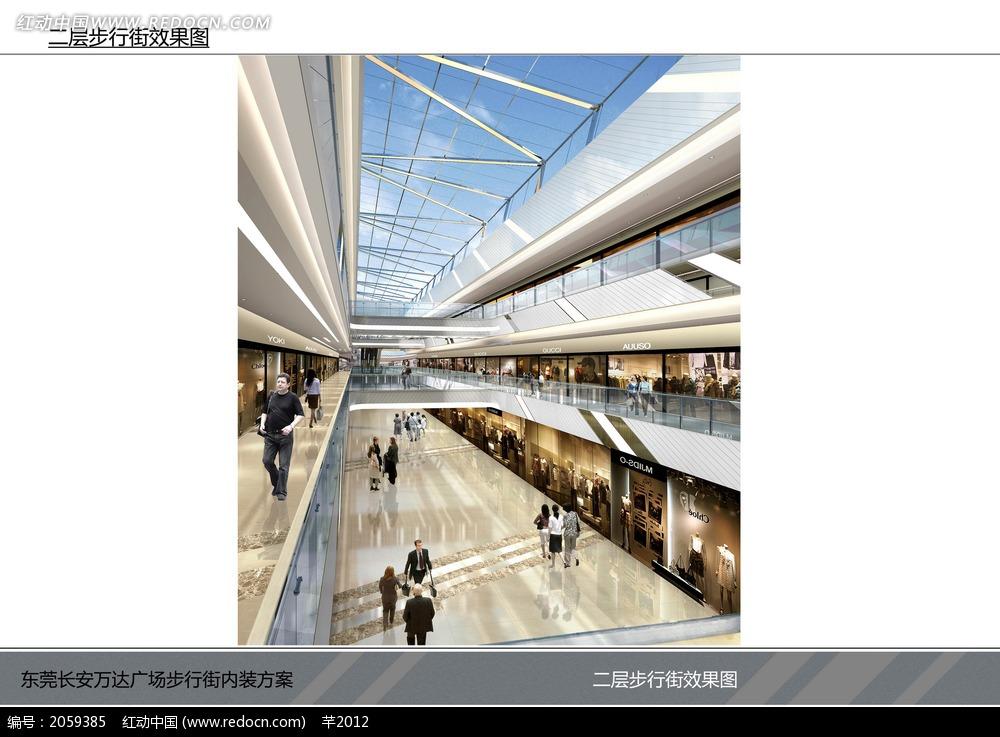 红动中国 WWW.REDOCN.COM
二层步行街效果图
YOKI
GUCCI
AUUSO
M.JIDS-O
Chloé
东莞长安万达广场步行街内装方案
二层步行街效果图
编号：2059385 红动中国 (www.redocn.com) 芊2012